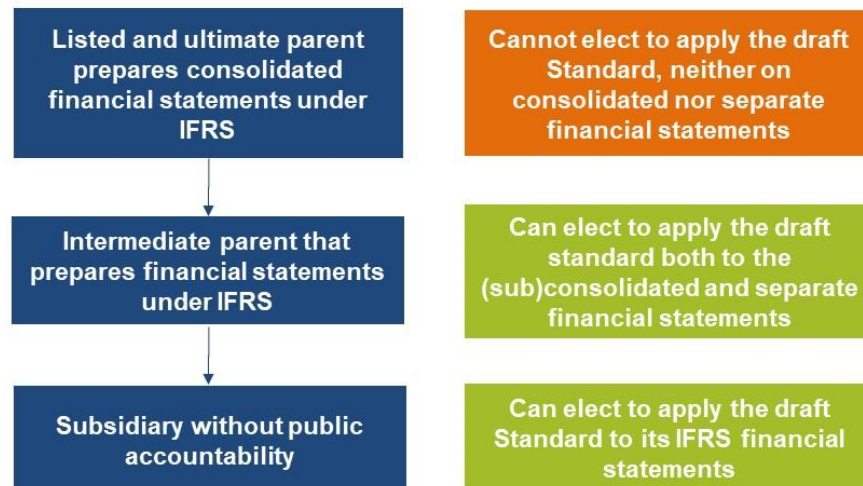 Listed and ultimate parent
prepares consolidated
financial statements under
IFRS
Cannot elect to apply the draft
Standard, neither on
consolidated nor separate
financial statements
Intermediate parent that
prepares financial statements
under IFRS
Can elect to apply the draft
standard both to the
(sub)consolidated and separate
financial statements
Subsidiary without public
accountability
Can elect to apply the draft
Standard to its IFRS financial
statements